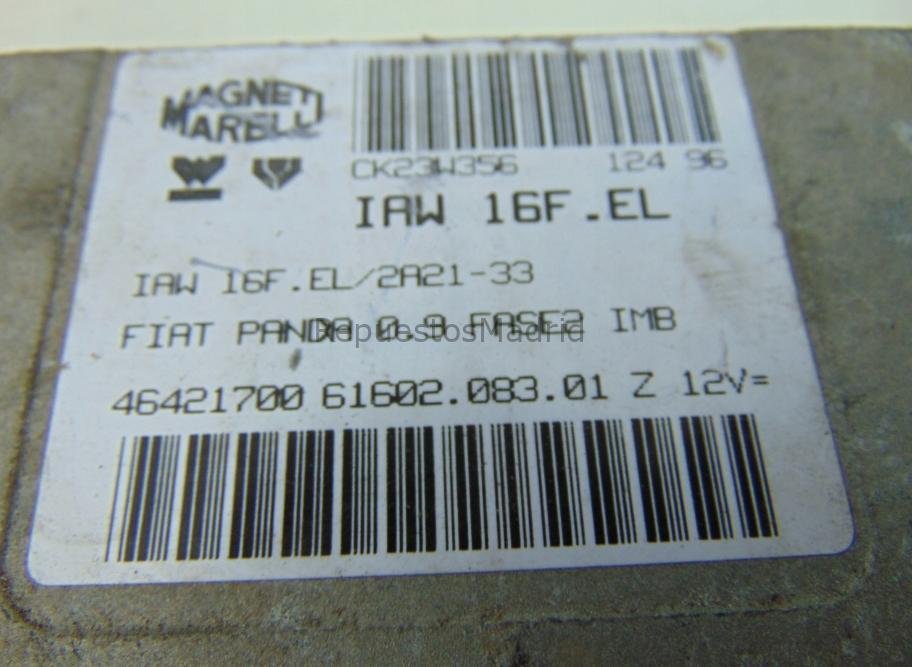 MAGNETI
MARELLI
CK23W356 124 96
IAW 16F.EL
IAW 16F.EL/2A21-33
FIAT PANDA 0.9 FASE2 IMB
RepuestosMadrid
46421700 61602.083.01 Z 12V=